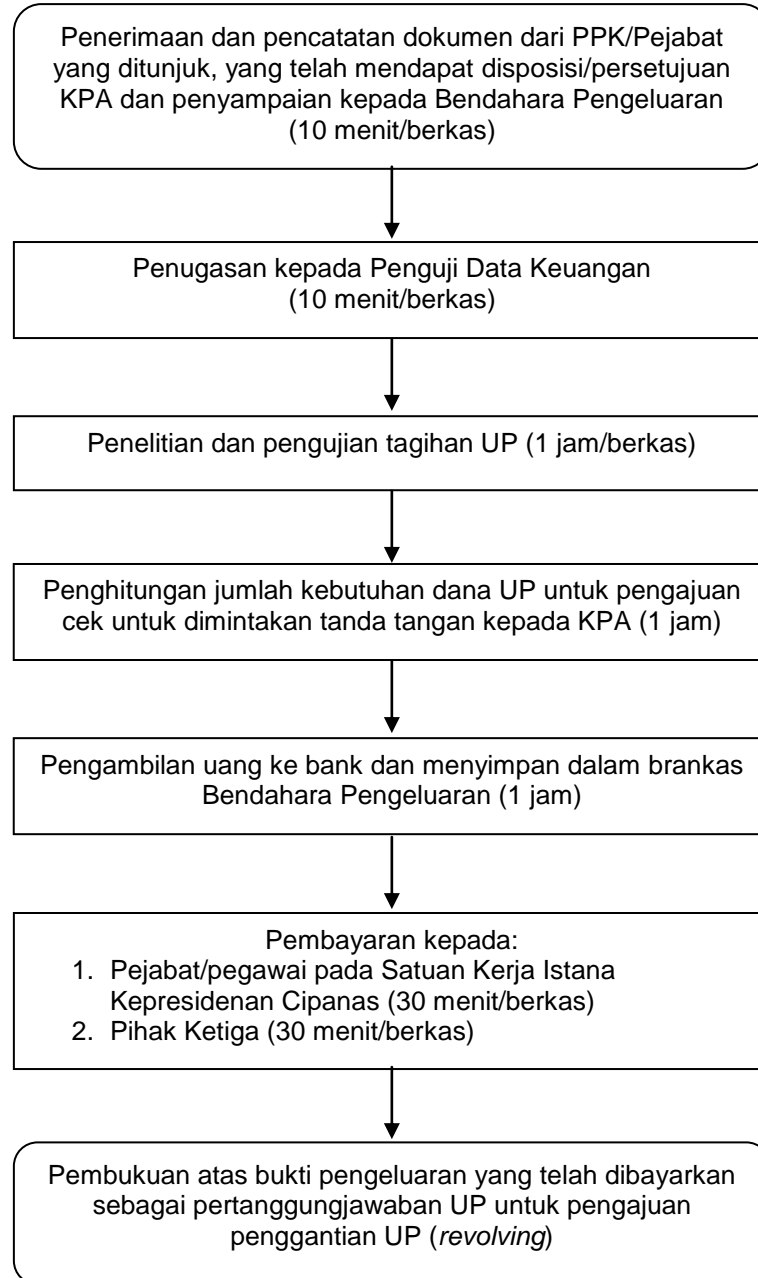 Penerimaan dan pencatatan dokumen dari PPK/Pejabat
yang ditunjuk, yang telah mendapat disposisi/persetujuan
KPA dan penyampaian kepada Bendahara Pengeluaran
(10 menit/berkas)
Penugasan kepada Penguji Data Keuangan
(10 menit/berkas)
Penelitian dan pengujian tagihan UP (1 jam/berkas)
Penghitungan jumlah kebutuhan dana UP untuk pengajuan
cek untuk dimintakan tanda tangan kepada KPA (1 jam)
Pengambilan uang ke bank dan menyimpan dalam brankas
Bendahara Pengeluaran (1 jam)
Pembayaran kepada:
1. Pejabat/pegawai pada Satuan Kerja Istana
Kepresidenan Cipanas (30 menit/berkas)
2. Pihak Ketiga (30 menit/berkas)
Pembukuan atas bukti pengeluaran yang telah dibayarkan
sebagai pertanggungjawaban UP untuk pengajuan
penggantian UP (revolving)